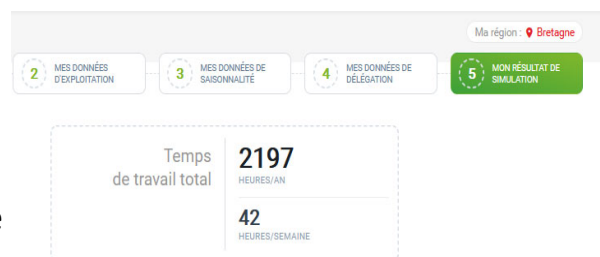 Ma région : Bretagne
2 MES DONNÉES
D'EXPLOITATION
3 MES DONNÉES DE
SAISONNALITÉ
4 MES DONNÉES DE
DÉLÉGATION
5 MON RÉSULTAT DE
SIMULATION
Temps
de travail total
2197
HEURES/AN
42
HEURES/SEMAINE